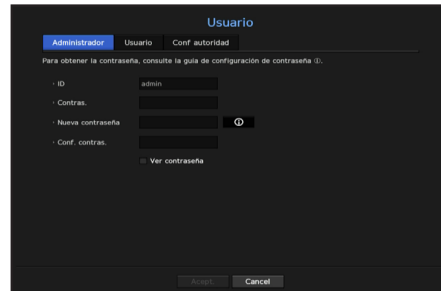 Usuario
Administrador Usuario Conf autoridad
Para obtener la contraseña, consulte la guía de configuración de contraseña ⓘ.
· ID admin
· Contras.
· Nueva contraseña ⓘ
· Conf. contras.
Ver contraseña
Acept. Cancel